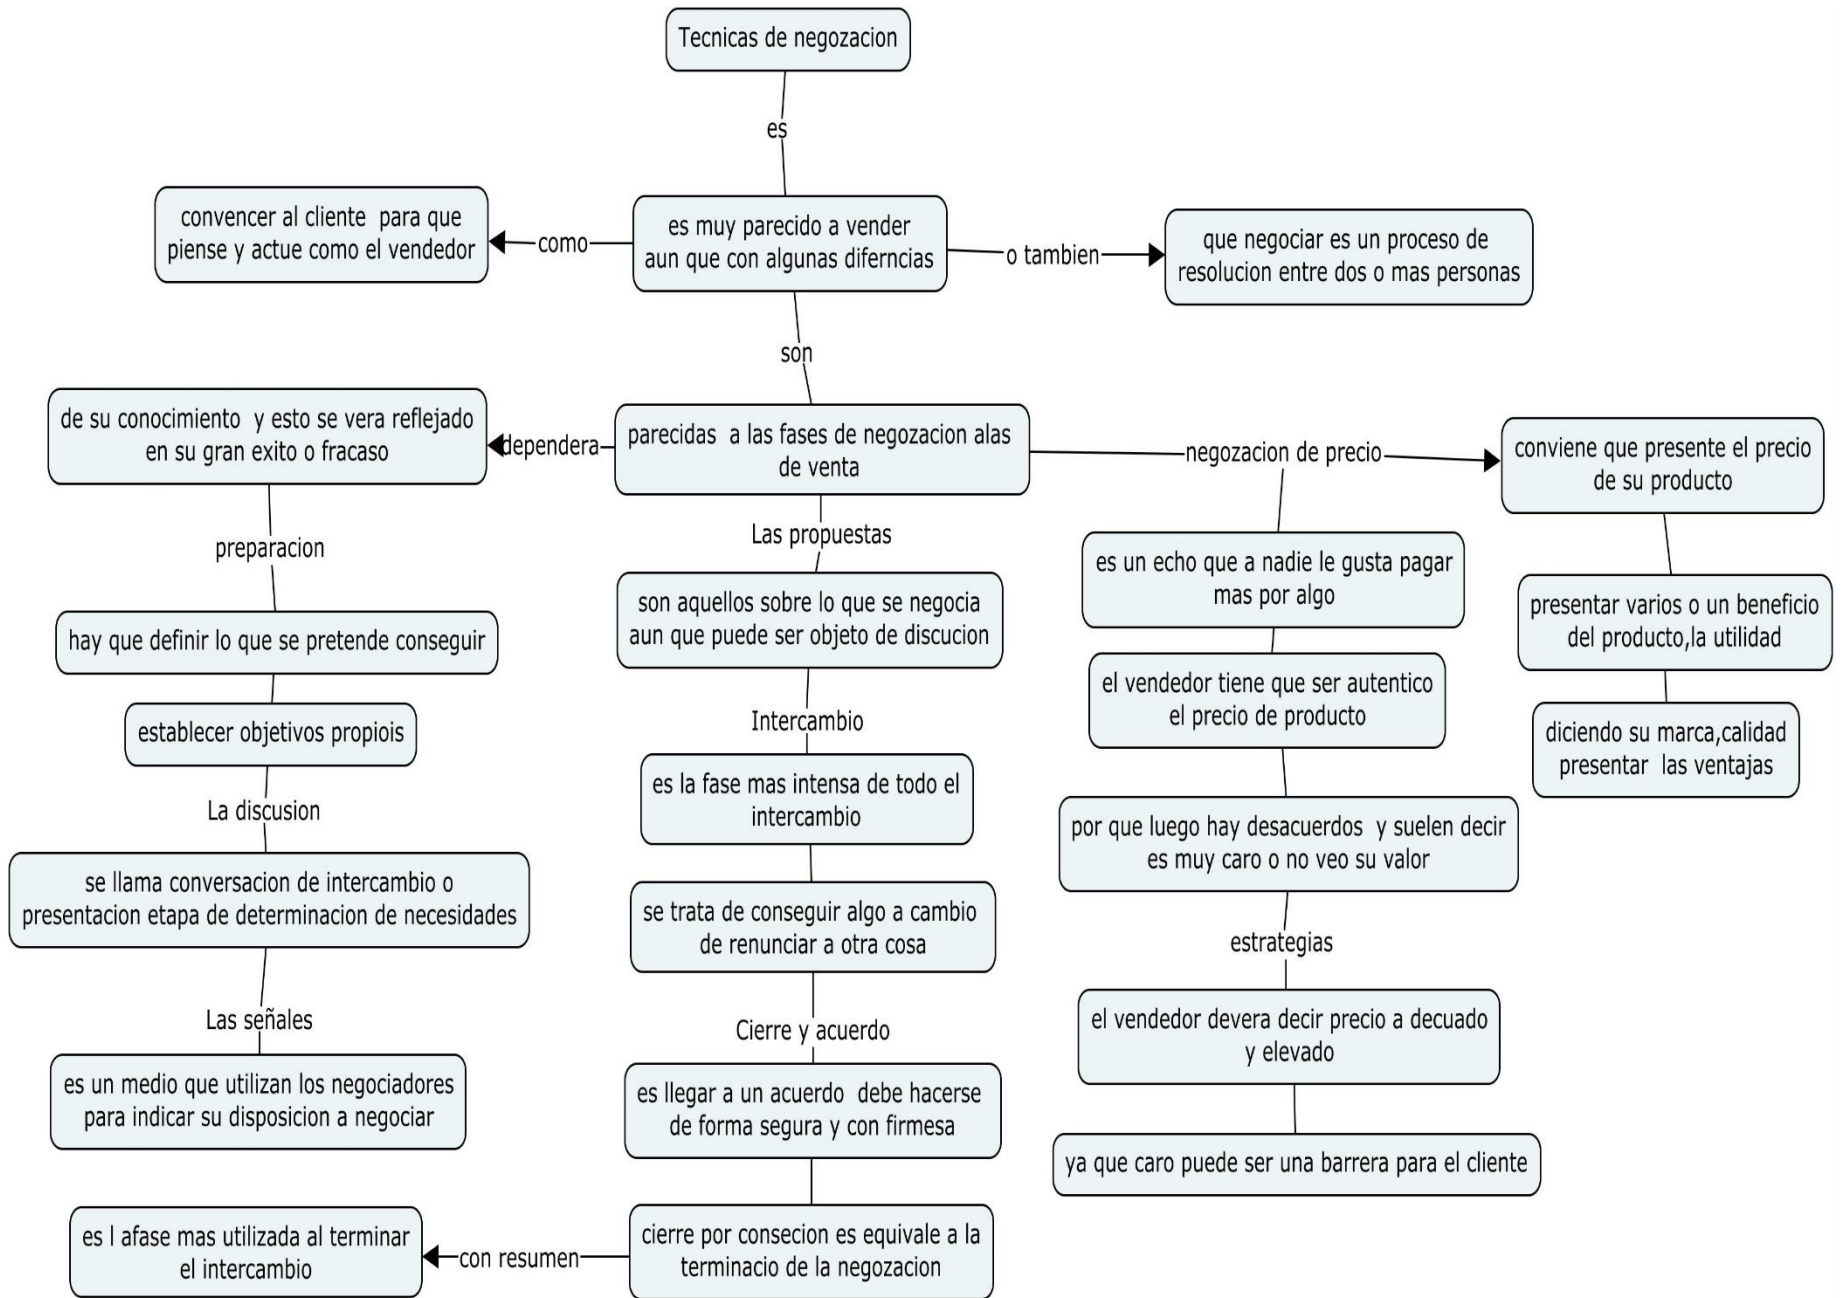 Tecnicas de negozacion
es
convencer al cliente  para que
piense y actue como el vendedor
como
es muy parecido a vender
aun que con algunas diferncias
o tambien
que negociar es un proceso de
resolucion entre dos o mas personas
son
de su conocimiento  y esto se vera reflejado
en su gran exito o fracaso
dependera
parecidas  a las fases de negozacion alas
de venta
negozacion de precio
conviene que presente el precio
de su producto
preparacion
hay que definir lo que se pretende conseguir
establecer objetivos propiois
La discusion
se llama conversacion de intercambio o
presentacion etapa de determinacion de necesidades
Las señales
es un medio que utilizan los negociadores
para indicar su disposicion a negociar
Las propuestas
son aquellos sobre lo que se negocia
aun que puede ser objeto de discucion
Intercambio
es la fase mas intensa de todo el
intercambio
se trata de conseguir algo a cambio
de renunciar a otra cosa
Cierre y acuerdo
es llegar a un acuerdo  debe hacerse
de forma segura y con firmesa
cierre por consecion es equivale a la
terminacio de la negozacion
con resumen
es l afase mas utilizada al terminar
el intercambio
es un echo que a nadie le gusta pagar
mas por algo
el vendedor tiene que ser autentico
el precio de producto
por que luego hay desacuerdos  y suelen decir
es muy caro o no veo su valor
estrategias
el vendedor devera decir precio a decuado
y elevado
ya que caro puede ser una barrera para el cliente
presentar varios o un beneficio
del producto,la utilidad
diciendo su marca,calidad
presentar  las ventajas